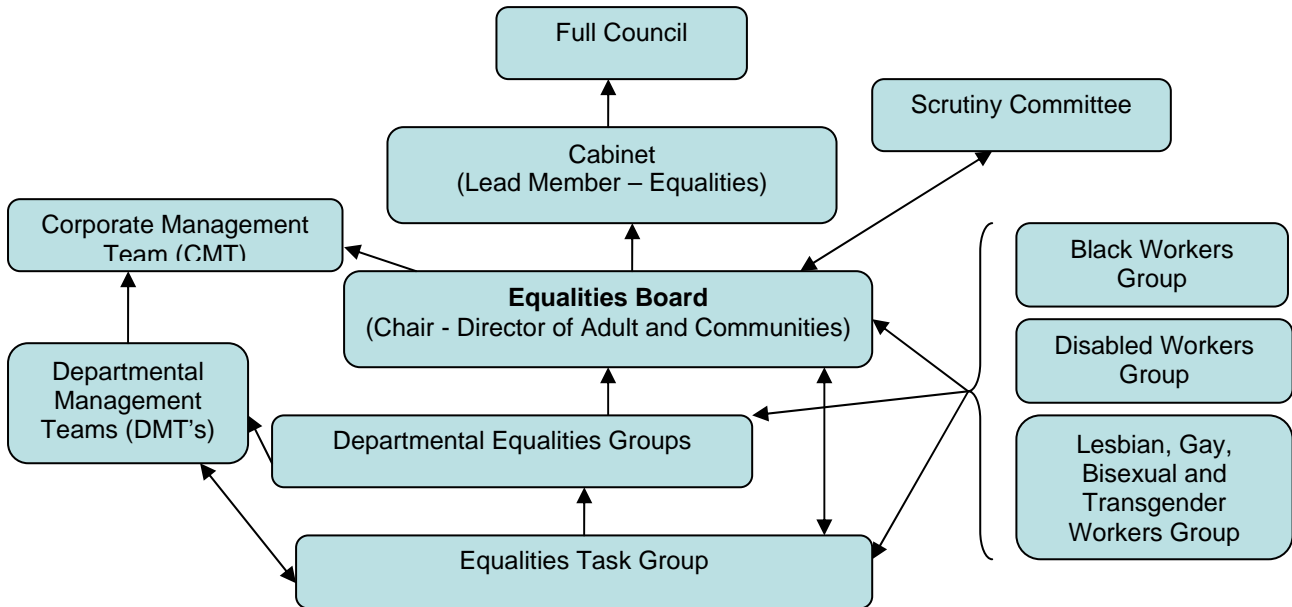 Full Council
Scrutiny Committee
Cabinet
(Lead Member – Equalities)
Corporate Management
Team (CMT)
Black Workers
Group
Equalities Board
(Chair - Director of Adult and Communities)
Disabled Workers
Group
Departmental
Management
Teams (DMT's)
Departmental Equalities Groups
Lesbian, Gay,
Bisexual and
Transgender
Workers Group
Equalities Task Group